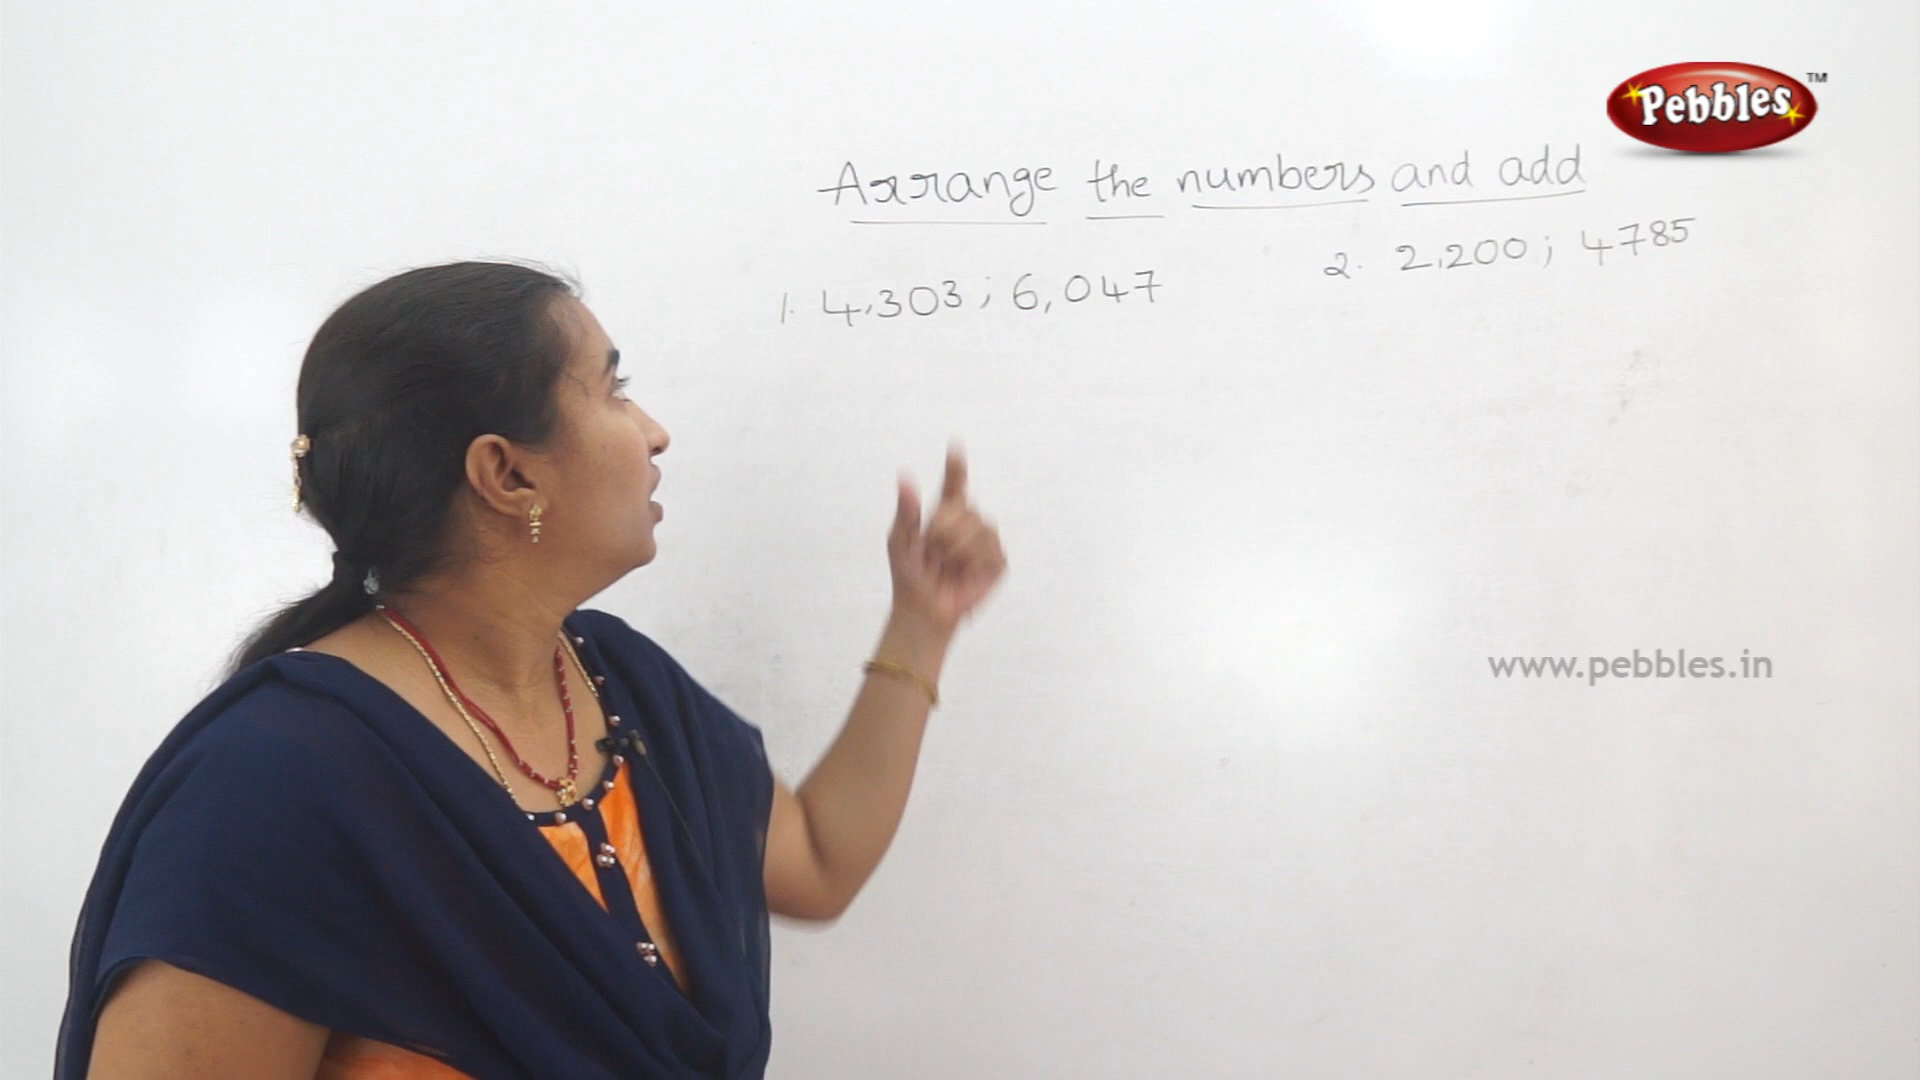 Pebbles™
Arrange the numbers and add
1. 4,303 ; 6,047
2. 2,200 ; 4785
www.pebbles.in